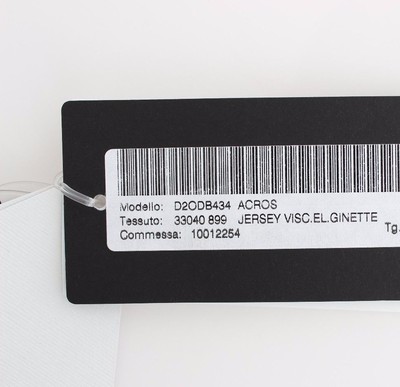 Modello: D2ODB434 ACROS
Tessuto: 33040 899 JERSEY VISC.EL.GINETTE
Commessa: 10012254
Tg.